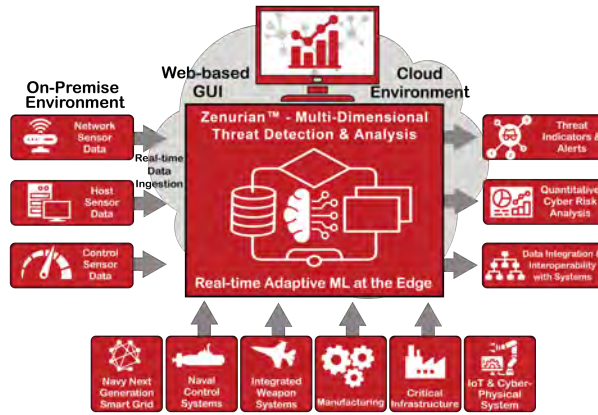 On-Premise
Environment
Web-based
GUI
Cloud
Environment
Network
Sensor
Data
Real-time
Data
Ingestion
Host
Sensor
Data
Control
Sensor
Data
Zenurian™ - Multi-Dimensional
Threat Detection & Analysis
Real-time Adaptive ML at the Edge
Threat
Indicators &
Alerts
Quantitative
Cyber Risk
Analysis
Data Integration &
Interoperability
with Systems
Navy Next
Generation
Smart Grid
Naval
Control
Systems
Integrated
Weapon
Systems
Manufacturing
Critical
Infrastructure
IoT & Cyber-
Physical
System